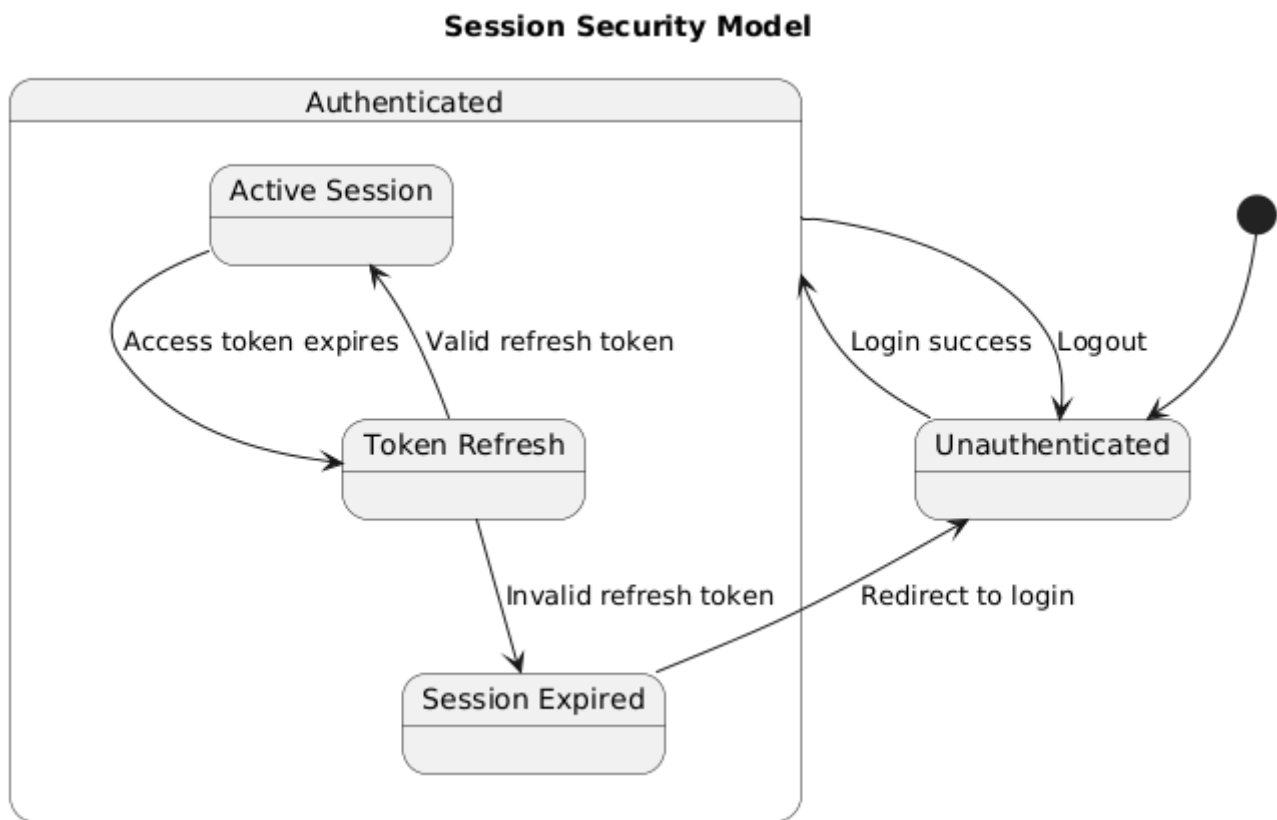 Session Security Model
Authenticated
Active Session
Access token expires
Valid refresh token
Login success
Logout
Token Refresh
Unauthenticated
Invalid refresh token
Redirect to login
Session Expired